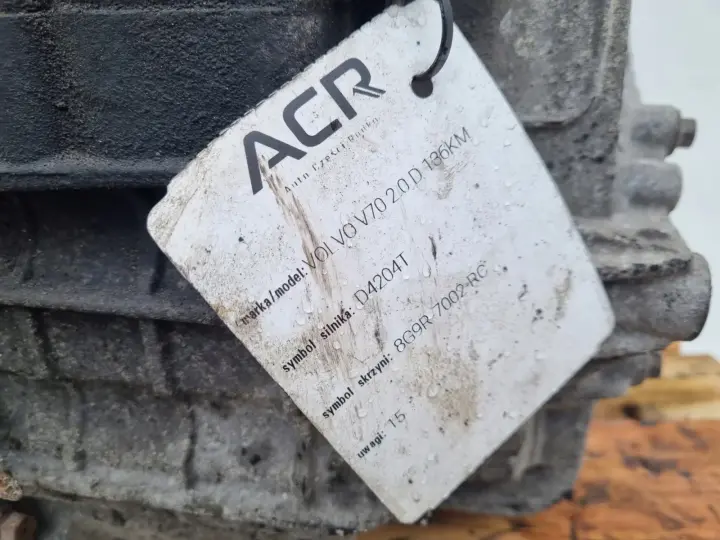 ACR
Auto Części Rudka
marka/model: VOLVO V70 2.0 D 136KM
symbol silnika: D4204T
symbol skrzyni: 8G9R-7002-RC
uwagi: 15